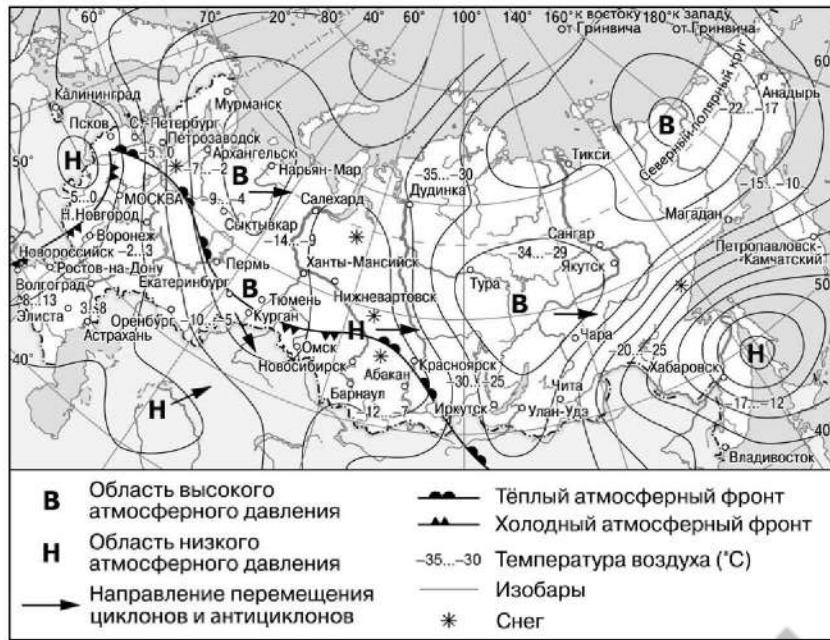 60° 70° 80° 40° 60° 80° 100° 120° 140° 160° к востоку 180° к западу
от Гринвича от Гринвича
Калининград
Мурманск
Псков С.-Петербург
Петрозаводск
–5...0
Архангельск
–7...–2
Нарьян-Мар
Северный полярный круг
Анадырь
–22...–17
60°
50°
Н
В
В
5...0
МОСКВА
–9...–4
Салехард
–35...–30
Дудинка
Тикси
–15...–10
Н.Новгород
Сыктывкар
–14...–9
Магадан
Воронеж
Новороссийск –2...3
Пермь
Ханты-Мансийск
Сангар
–34...–29
Якутск
Петропавловск-
Камчатский
50°
Ростов-на-Дону
Волгоград
Екатеринбург
В
Тюмень
Нижневартовск
Тура
В
8...13
Элиста
3...8
Астрахань
Оренбург
–10...–5
Курган
Н
Чара
Н
40°
Омск
Новосибирск
Красноярск
–20...–25
Хабаровск
Абакан
–30...–25
Чита
Барнаул
–12...–7
Иркутск
Улан-Удэ
–17...–12
Н
40°
Владивосток
В Область высокого
атмосферного давления
Н Область низкого
атмосферного давления
Направление перемещения
циклонов и антициклонов
Тёплый атмосферный фронт
Холодный атмосферный фронт
–35...–30 Температура воздуха (°С)
Изобары
Снег